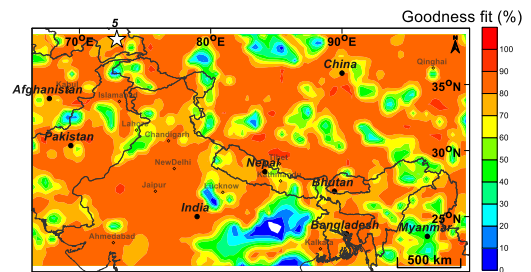 Goodness fit (%)
5
70°E 80°E 90°E
N
China
Qinghai
100
Kabul
Afghanistan
Islamabad
35°N
90
80
Lahore
Pakistan
Chandigarh
70
60
30°N
NewDelhi
Tibet
Nepal
Kathmandu
50
Jaipur
Lucknow
Bhutan
40
India
25°N
30
Bangladesh
Myanmar
Ahmedabad
Kolkata
20
500 km
10
0